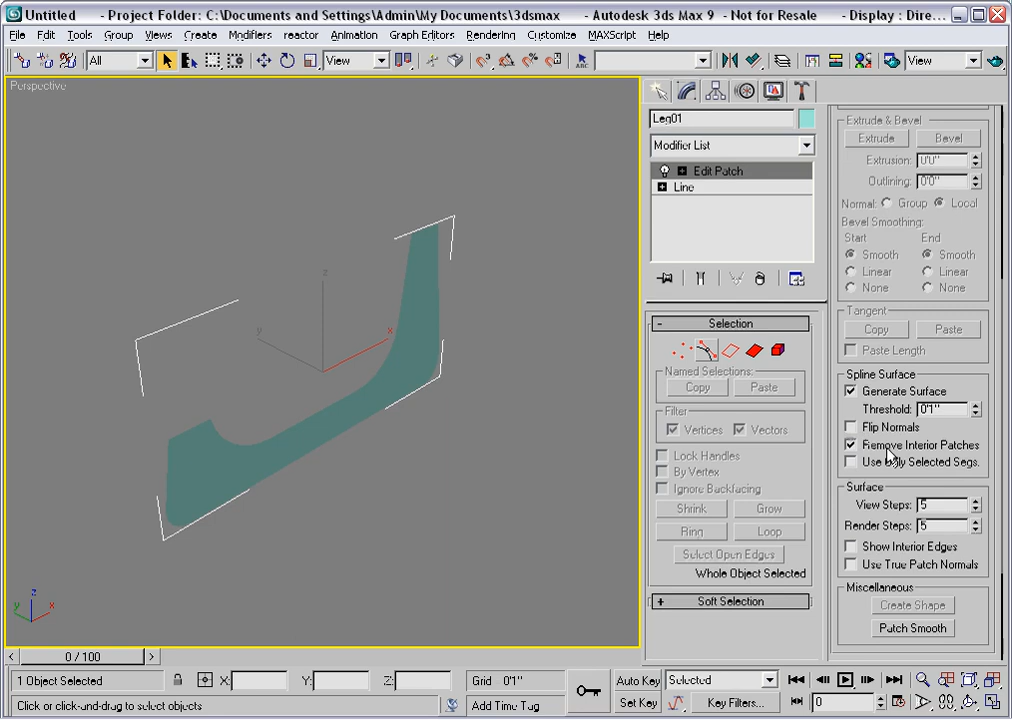 Untitled - Project Folder: C:\Documents and Settings\Admin\My Documents\3dsmax - Autodesk 3ds Max 9 - Not for Resale - Display : Dire...
File Edit Tools Group Views Create Modifiers reactor Animation Graph Editors Rendering Customize MAXScript Help
All View View
Perspective
z
y x
z
y x
Leg01
Modifier List
Edit Patch
Line
Selection
Named Selections:
Copy Paste
Filter
Vertices Vectors
Lock Handles
By Vertex
Ignore Backfacing
Shrink Grow
Ring Loop
Select Open Edges
Whole Object Selected
Soft Selection
Extrude & Bevel
Extrude Bevel
Extrusion: 0'0"
Outlining: 0'0"
Normal: Group Local
Bevel Smoothing:
Start End
Smooth Smooth
Linear Linear
None None
Tangent
Copy Paste
Paste Length
Spline Surface
Generate Surface
Threshold: 0'1"
Flip Normals
Remove Interior Patches
Use Only Selected Segs.
Surface
View Steps: 5
Render Steps: 5
Show Interior Edges
Use True Patch Normals
Miscellaneous
Create Shape
Patch Smooth
0 / 100
1 Object Selected X: Y: Z: Grid 0'1" Auto Key Selected
Click or click-and-drag to select objects Add Time Tag Set Key Key Filters... 0